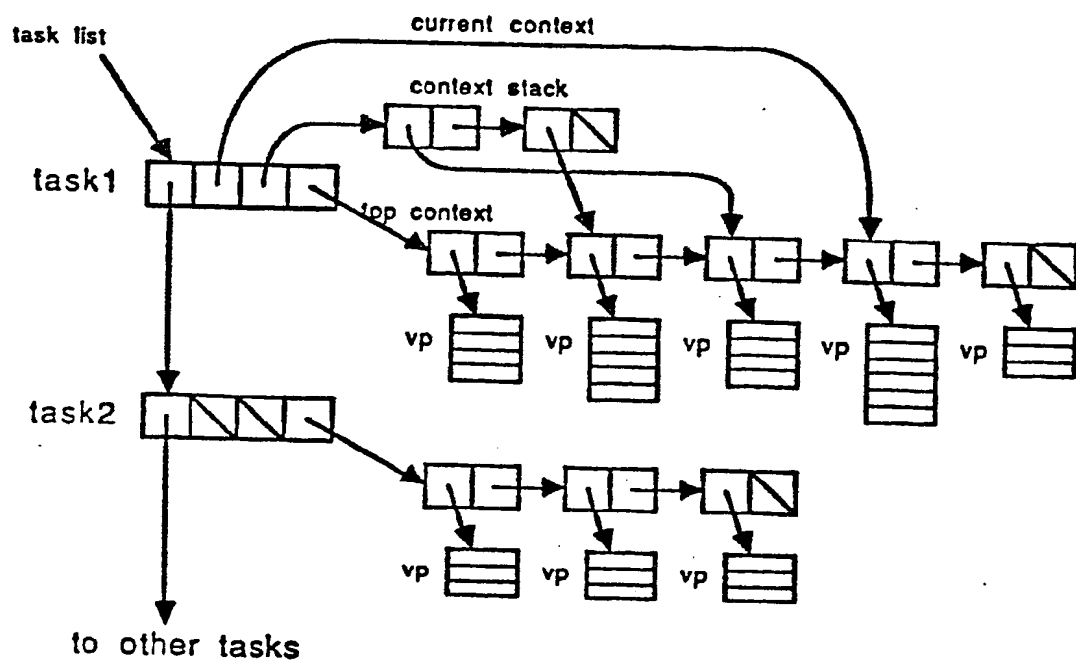 task list
current context
context stack
task1
top context
vp
vp
vp
vp
vp
task2
vp
vp
vp
to other tasks